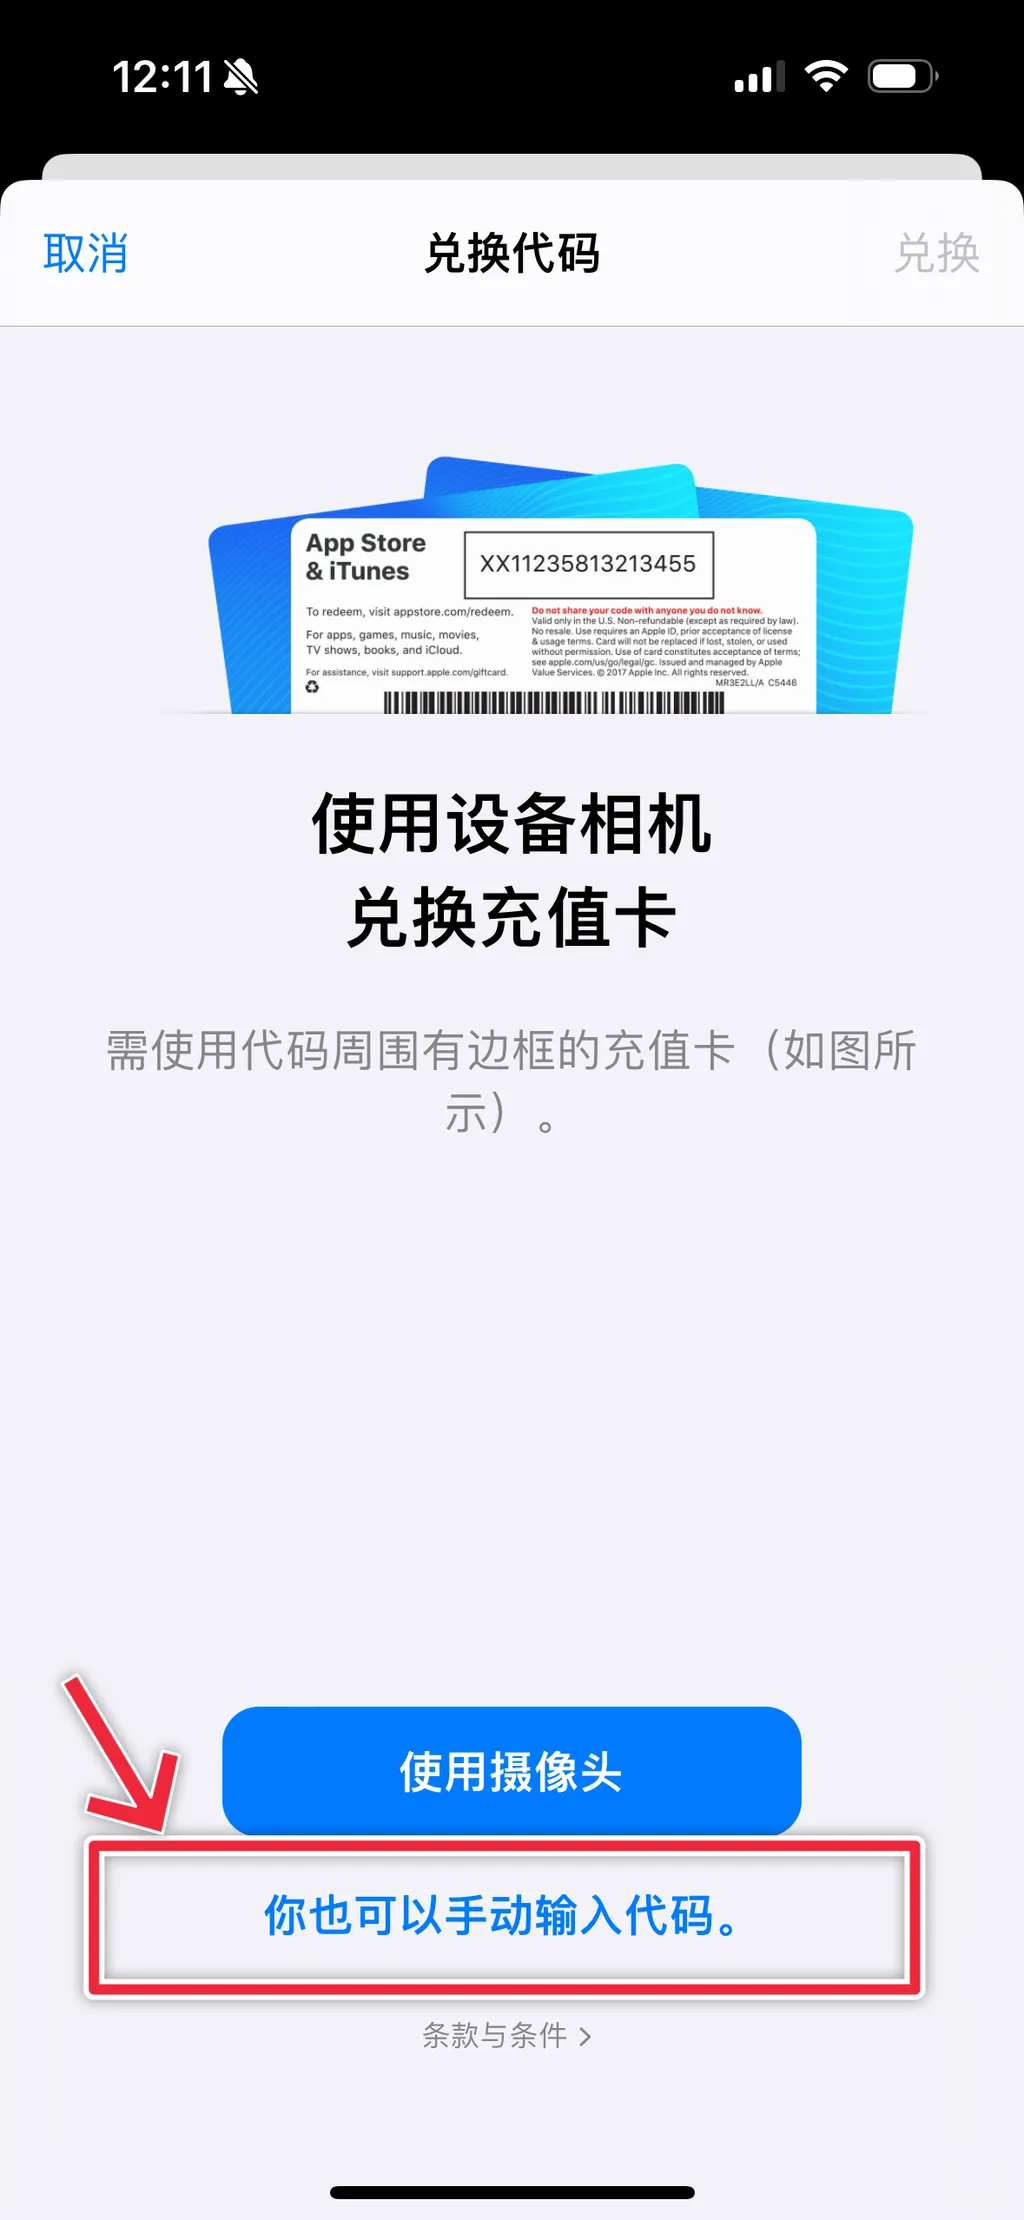 12:11
取消
兑换代码
兑换
App Store
& iTunes
XX11235813213455
To redeem, visit appstore.com/redeem.
For apps, games, music, movies,
TV shows, books, and iCloud.
For assistance, visit support.apple.com/giftcard.
Do not share your code with anyone you do not know.
Valid only in the U.S. Non-refundable (except as required by law).
No resale. Use requires an Apple ID, prior acceptance of license
& usage terms. Card will not be replaced if lost, stolen, or used
without permission. Use of card constitutes acceptance of terms;
see apple.com/us/go/legal/gc. Issued and managed by Apple
Value Services. © 2017 Apple Inc. All rights reserved.
MR3E2LL/A C5446
使用设备相机
兑换充值卡
需使用代码周围有边框的充值卡（如图所
示）。
使用摄像头
你也可以手动输入代码。
条款与条件 >